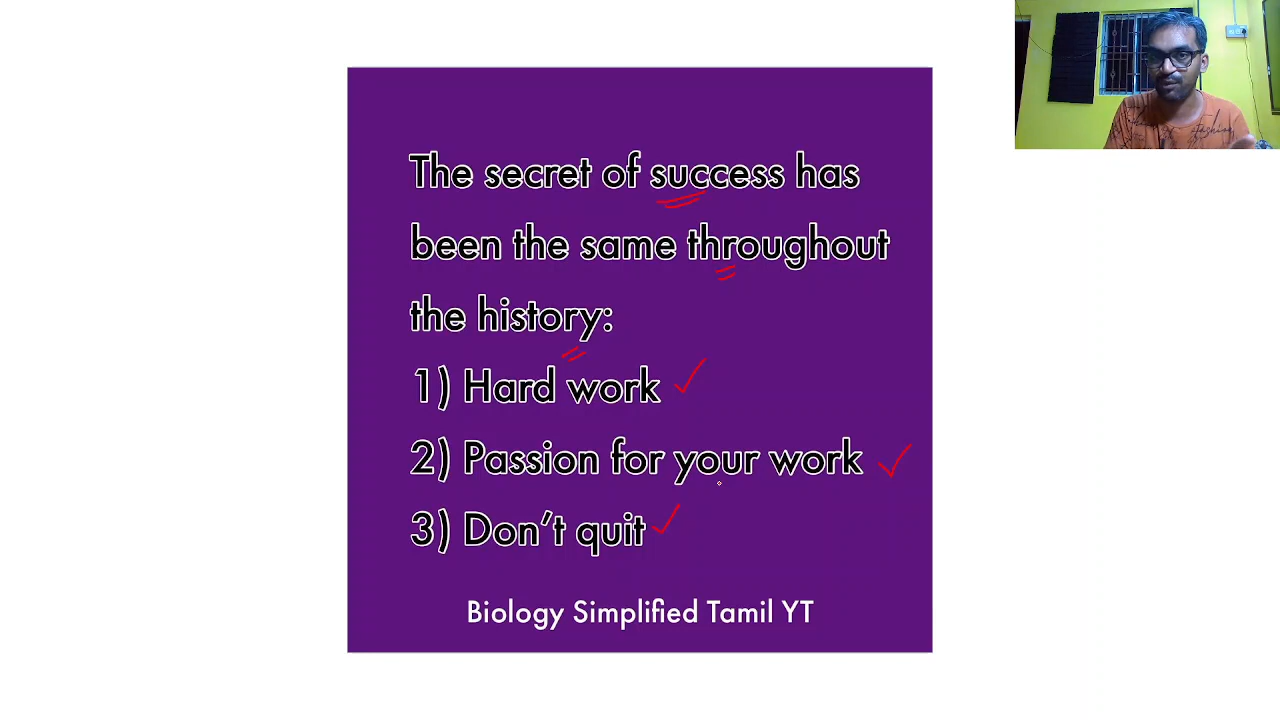 The secret of success has
been the same throughout
the history:
1) Hard work
2) Passion for your work
3) Don't quit
Biology Simplified Tamil YT